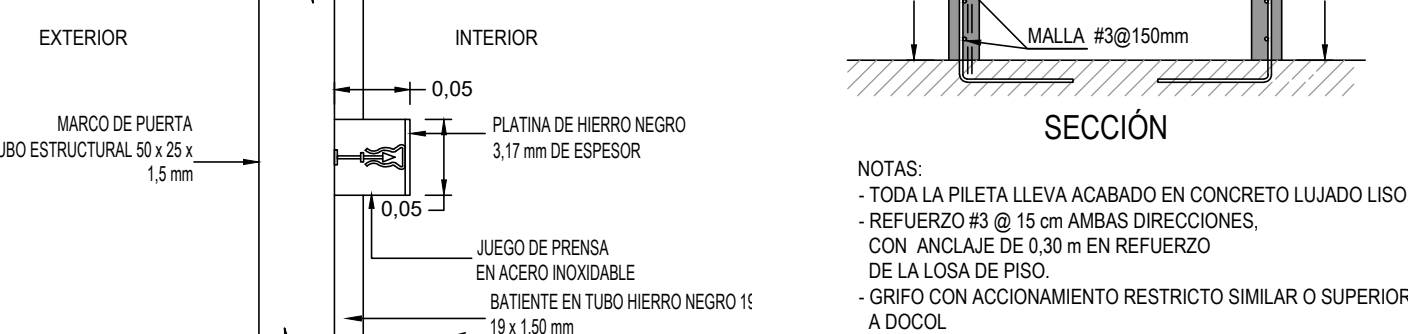 EXTERIOR
INTERIOR
0,05
MARCO DE PUERTA
50 x 25 x
1,5 mm
ESTRUCTURAL
PLATINA DE HIERRO NEGRO
3,17 mm DE ESPESOR
0,05
JUEGO DE PRENSA
EN ACERO INOXIDABLE
BATIENTE EN TUBO HIERRO NEGRO
19 x 1.50 mm
MALLA #3@150mm
SECCIÓN
NOTAS:
- TODA LA PILETA LLEVA ACABADO EN CONCRETO LUJADO LISO
- REFUERZO #3 @ 15 cm AMBAS DIRECCIONES,
CON ANCLAJE DE 0,30 m EN REFUERZO
DE LA LOSA DE PISO.
- GRIFO CON ACCIONAMIENTO RESTRICTO SIMILAR O SUPERIOR
A DOCOL